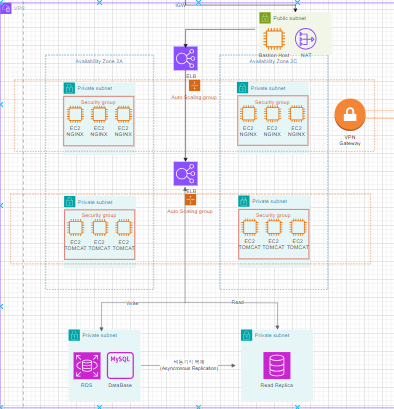 VPC
IGW
Public subnet
Bastion Host
NAT
Availability Zone 2A
Availability Zone 2C
ELB
Auto Scaling group
Private subnet
Private subnet
Security group
Security group
EC2 NGINX
EC2 NGINX
EC2 NGINX
EC2 NGINX
EC2 NGINX
EC2 NGINX
VPN
Gateway
ELB
Auto Scaling group
Private subnet
Private subnet
Security group
Security group
EC2 TOMCAT
EC2 TOMCAT
EC2 TOMCAT
EC2 TOMCAT
EC2 TOMCAT
EC2 TOMCAT
Write
Read
Private subnet
Private subnet
MySQL
RDS
DataBase
비동기식 복제
(Asyncronous Replication)
Read Replica